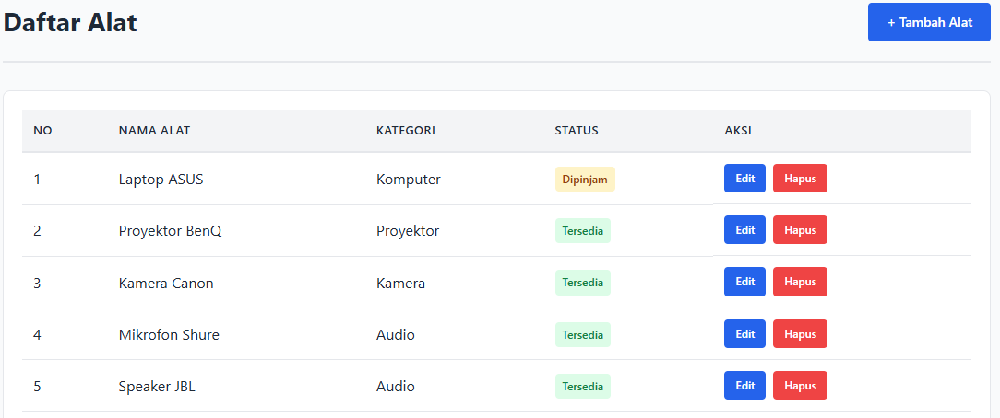 Daftar Alat
+ Tambah Alat
NO NAMA ALAT KATEGORI STATUS AKSI
1 Laptop ASUS Komputer Dipinjam Edit Hapus
2 Proyektor BenQ Proyektor Tersedia Edit Hapus
3 Kamera Canon Kamera Tersedia Edit Hapus
4 Mikrofon Shure Audio Tersedia Edit Hapus
5 Speaker JBL Audio Tersedia Edit Hapus